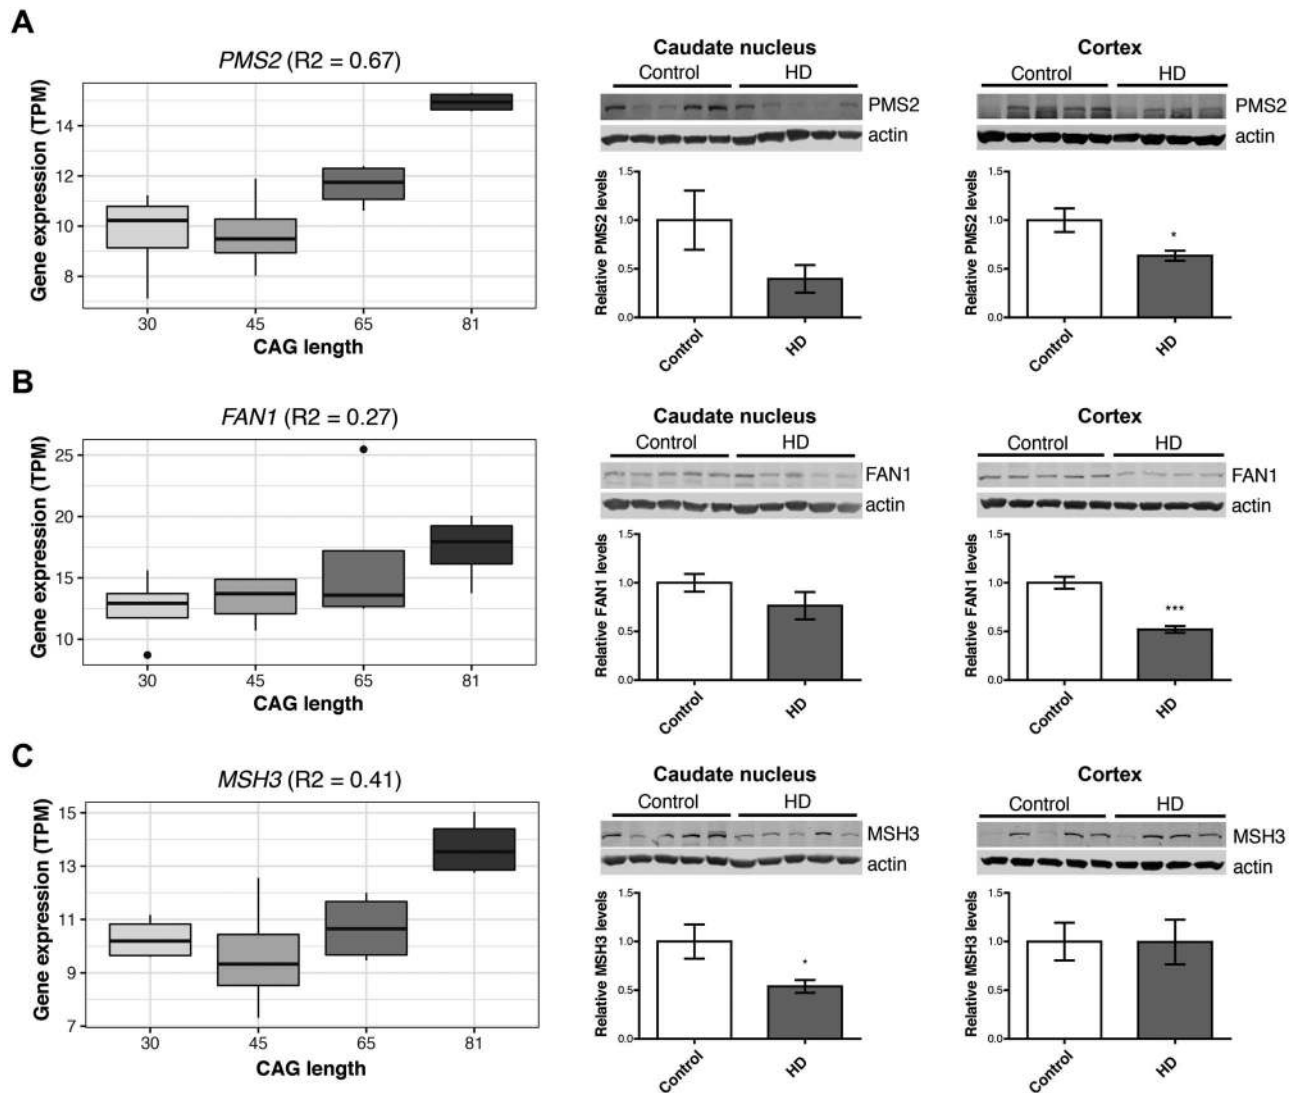 A
PMS2 (R2 = 0.67)
Gene expression (TPM)
14
12
10
8
30 45 65 81
CAG length
Caudate nucleus
Control HD
PMS2
actin
Relative PMS2 levels
1.5
1.0
0.5
0.0
Control HD
Cortex
Control HD
PMS2
actin
Relative PMS2 levels
1.5
1.0
0.5
0.0
*
Control HD
B
FAN1 (R2 = 0.27)
Gene expression (TPM)
25
20
15
10
30 45 65 81
CAG length
Caudate nucleus
Control HD
FAN1
actin
Relative FAN1 levels
1.5
1.0
0.5
0.0
Control HD
Cortex
Control HD
FAN1
actin
Relative FAN1 levels
1.5
1.0
0.5
0.0
***
Control HD
C
MSH3 (R2 = 0.41)
Gene expression (TPM)
15
13
11
9
7
30 45 65 81
CAG length
Caudate nucleus
Control HD
MSH3
actin
Relative MSH3 levels
1.5
1.0
0.5
0.0
*
Control HD
Cortex
Control HD
MSH3
actin
Relative MSH3 levels
1.5
1.0
0.5
0.0
Control HD